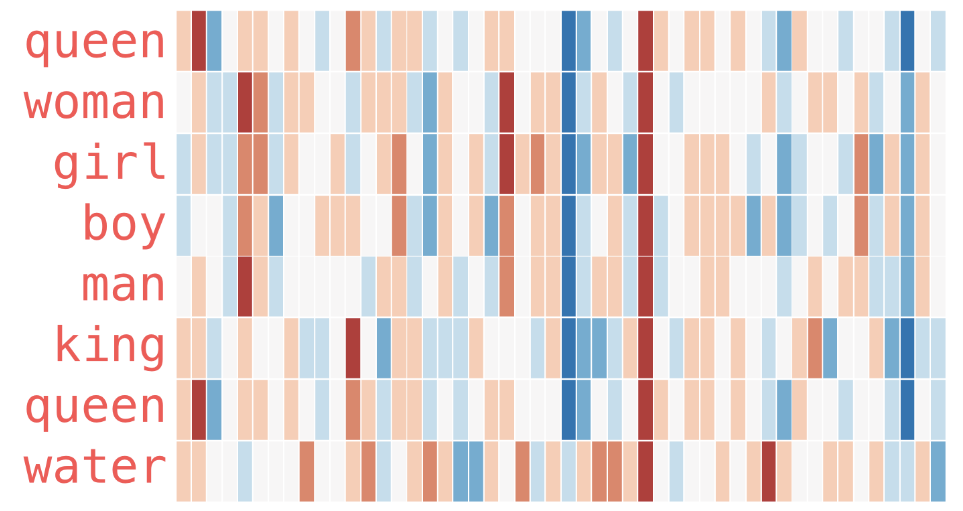 queen
woman
girl
boy
man
king
queen
water